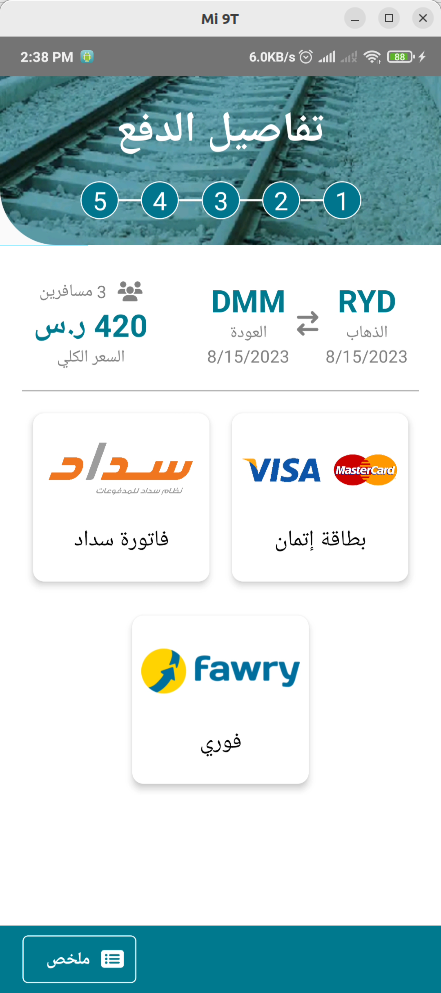 Mi 9T
2:38 PM
6.0KB/s
88
تفاصيل الدفع
1 2 3 4 5
RYD
الذهاب
8/15/2023
DMM
العودة
8/15/2023
3 مسافرين
420 ر.س
السعر الكلي
VISA
MasterCard
بطاقة إتمان
سداد
نظام سداد للمدفوعات
فاتورة سداد
fawry
فوري
ملخص